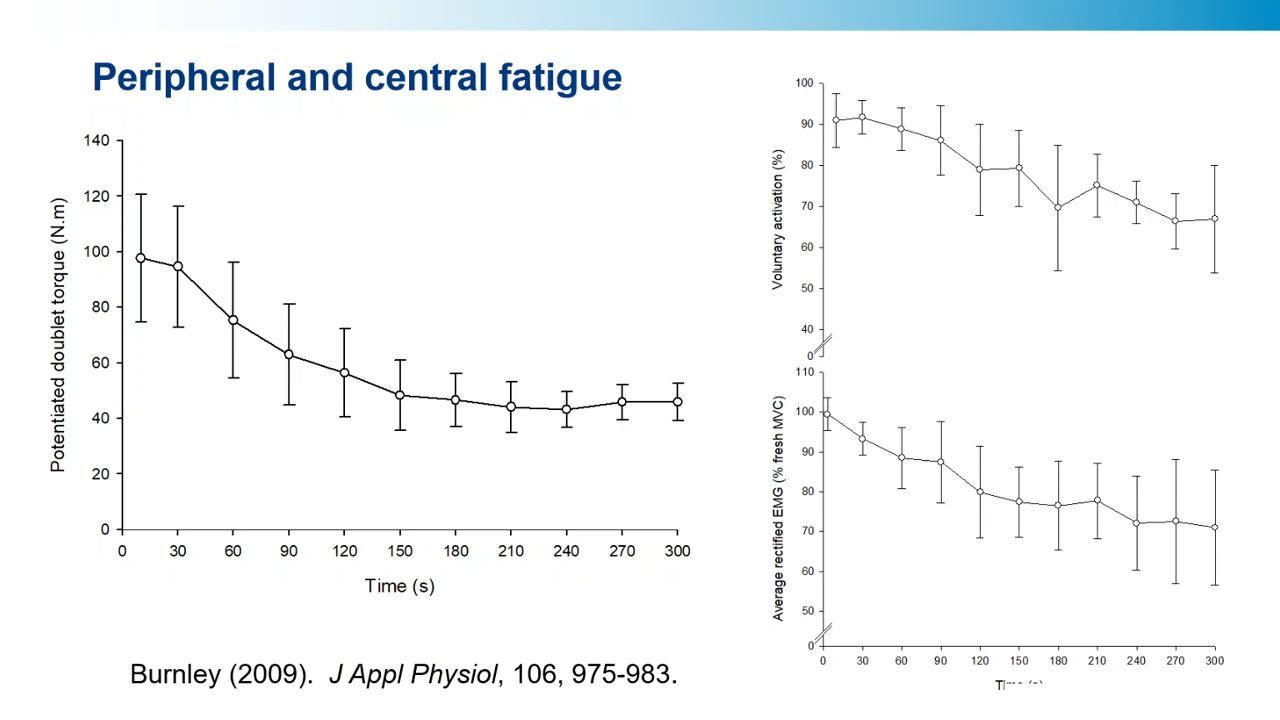 Peripheral and central fatigue
140
120
100
80
60
40
20
0
Potentiated doublet torque (N.m)
0 30 60 90 120 150 180 210 240 270 300
Time (s)
Burnley (2009). J Appl Physiol, 106, 975-983.
100
90
80
70
60
50
40
0
Voluntary activation (%)
110
100
90
80
70
60
50
0
Average rectified EMG (% fresh MVC)
0 30 60 90 120 150 180 210 240 270 300
Time (s)